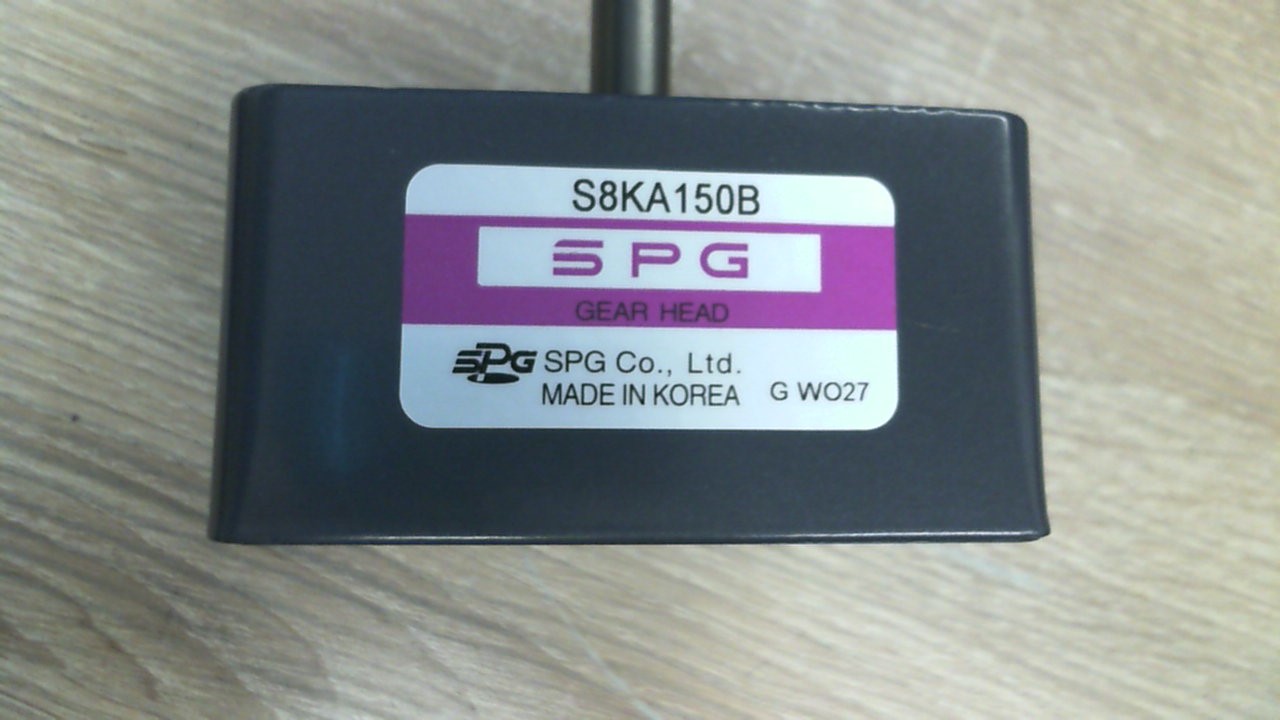 S8KA150B
SPG
GEAR HEAD
SPG SPG Co., Ltd.
MADE IN KOREA G WO27